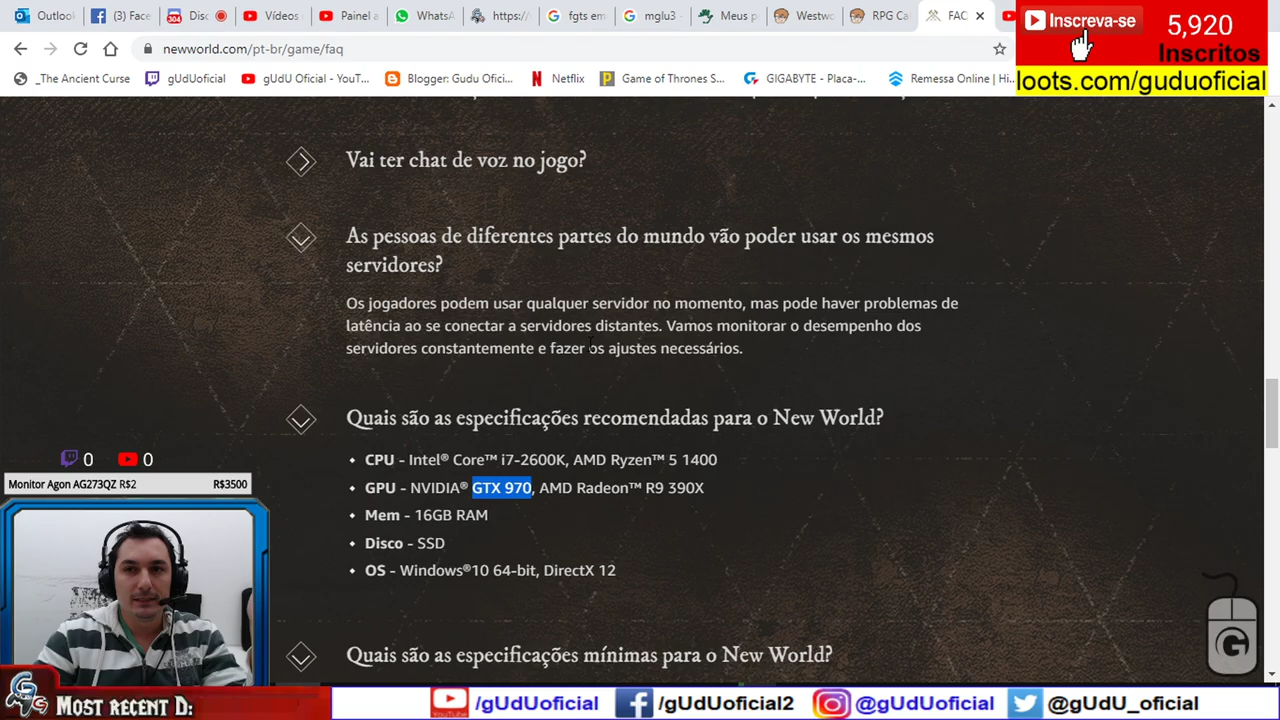 Outlool
(3) Face
304
Disc
Vídeos
Painel a
WhatsA
https:/
fgts em
mglu3 -
Meus p
Westwo
RPG Ca
FAC
newworld.com/pt-br/game/faq
_The Ancient Curse
gUdUoficial
gUdU Oficial - YouT...
Blogger: Gudu Ofici...
Netflix
Game of Thrones S...
GIGABYTE - Placa-...
Remessa Online | Hi...
Inscreva-se
5,920
Inscritos
loots.com/guduoficial
Vai ter chat de voz no jogo?
As pessoas de diferentes partes do mundo vão poder usar os mesmos
servidores?
Os jogadores podem usar qualquer servidor no momento, mas pode haver problemas de
latência ao se conectar a servidores distantes. Vamos monitorar o desempenho dos
servidores constantemente e fazer os ajustes necessários.
Quais são as especificações recomendadas para o New World?
CPU - Intel® Core™ i7-2600K, AMD Ryzen™ 5 1400
GPU - NVIDIA® GTX 970, AMD Radeon™ R9 390X
Mem - 16GB RAM
Disco - SSD
OS - Windows®10 64-bit, DirectX 12
Quais são as especificações mínimas para o New World?
0 0
Monitor Agon AG273QZ R$2 R$3500
G
Most recent D:
/gUdUoficial
/gUdUoficial2
@gUdUoficial
@gUdU_oficial